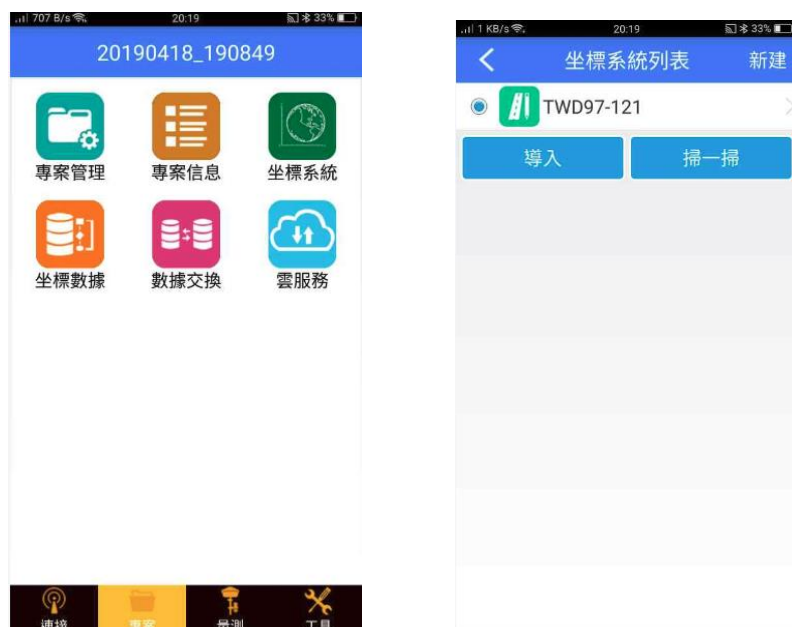 707 B/s 20:19 33%
20190418_190849
專案管理 專案信息 坐標系統
坐標數據 數據交換 雲服務
連接 專案 量測 工具
1 KB/s 20:19 33%
坐標系統列表 新建
TWD97-121
導入 掃一掃